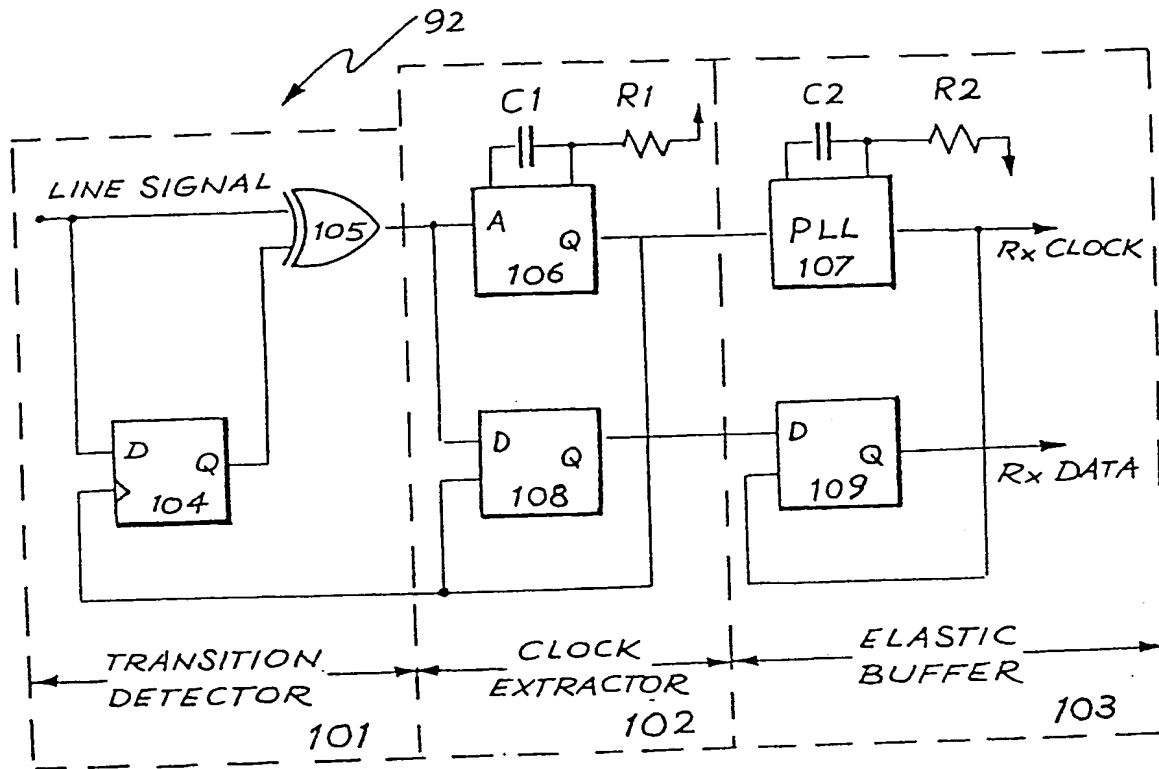 92
C1
R1
C2
R2
LINE SIGNAL
105
A
Q
106
PLL
107
Rx CLOCK
D
Q
104
D
Q
108
D
Q
109
Rx DATA
TRANSITION
DETECTOR
101
CLOCK
EXTRACTOR
102
ELASTIC
BUFFER
103